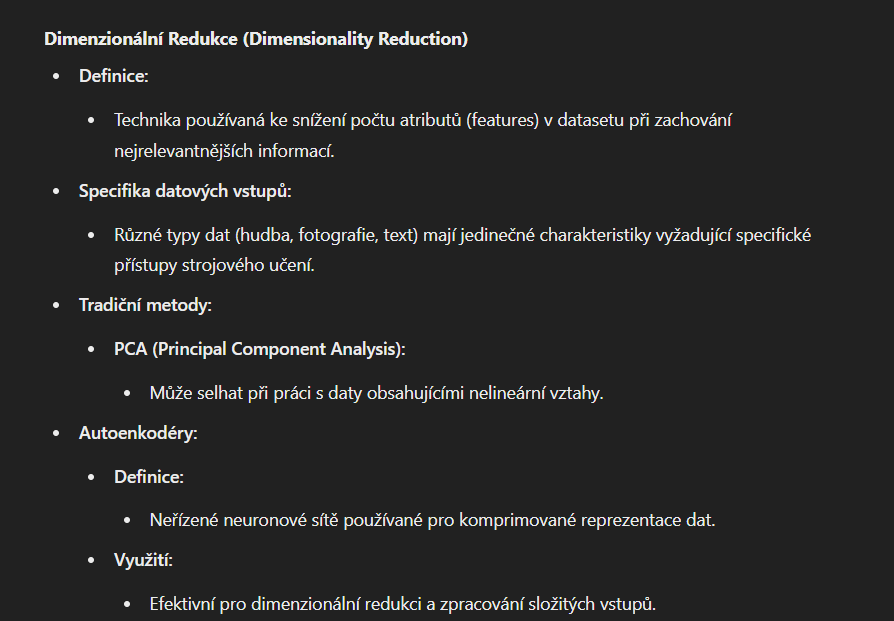 Dimenzionální Redukce (Dimensionality Reduction)
• Definice:
• Technika používaná ke snížení počtu atributů (features) v datasetu při zachování
nejrelevantnějších informací.
• Specifika datových vstupů:
• Různé typy dat (hudba, fotografie, text) mají jedinečné charakteristiky vyžadující specifické
přístupy strojového učení.
• Tradiční metody:
• PCA (Principal Component Analysis):
• Může selhat při práci s daty obsahujícími nelineární vztahy.
• Autoenkodéry:
• Definice:
• Neřízené neuronové sítě používané pro komprimované reprezentace dat.
• Využití:
• Efektivní pro dimenzionální redukci a zpracování složitých vstupů.